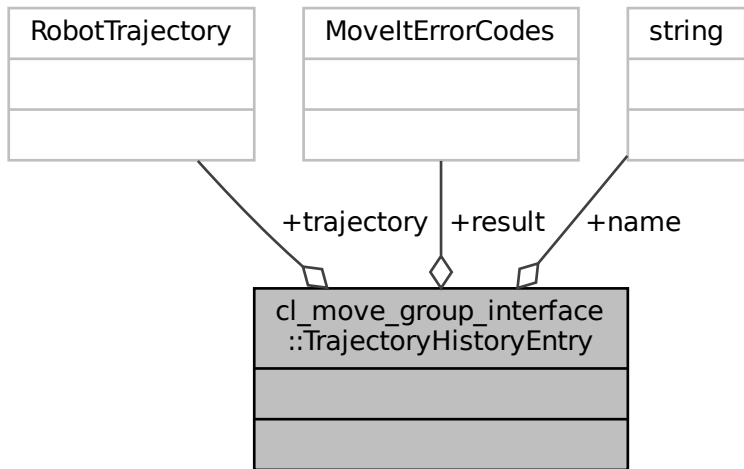 RobotTrajectory
MoveItErrorCodes
string
+trajectory
+result
+name
cl_move_group_interface
::TrajectoryHistoryEntry